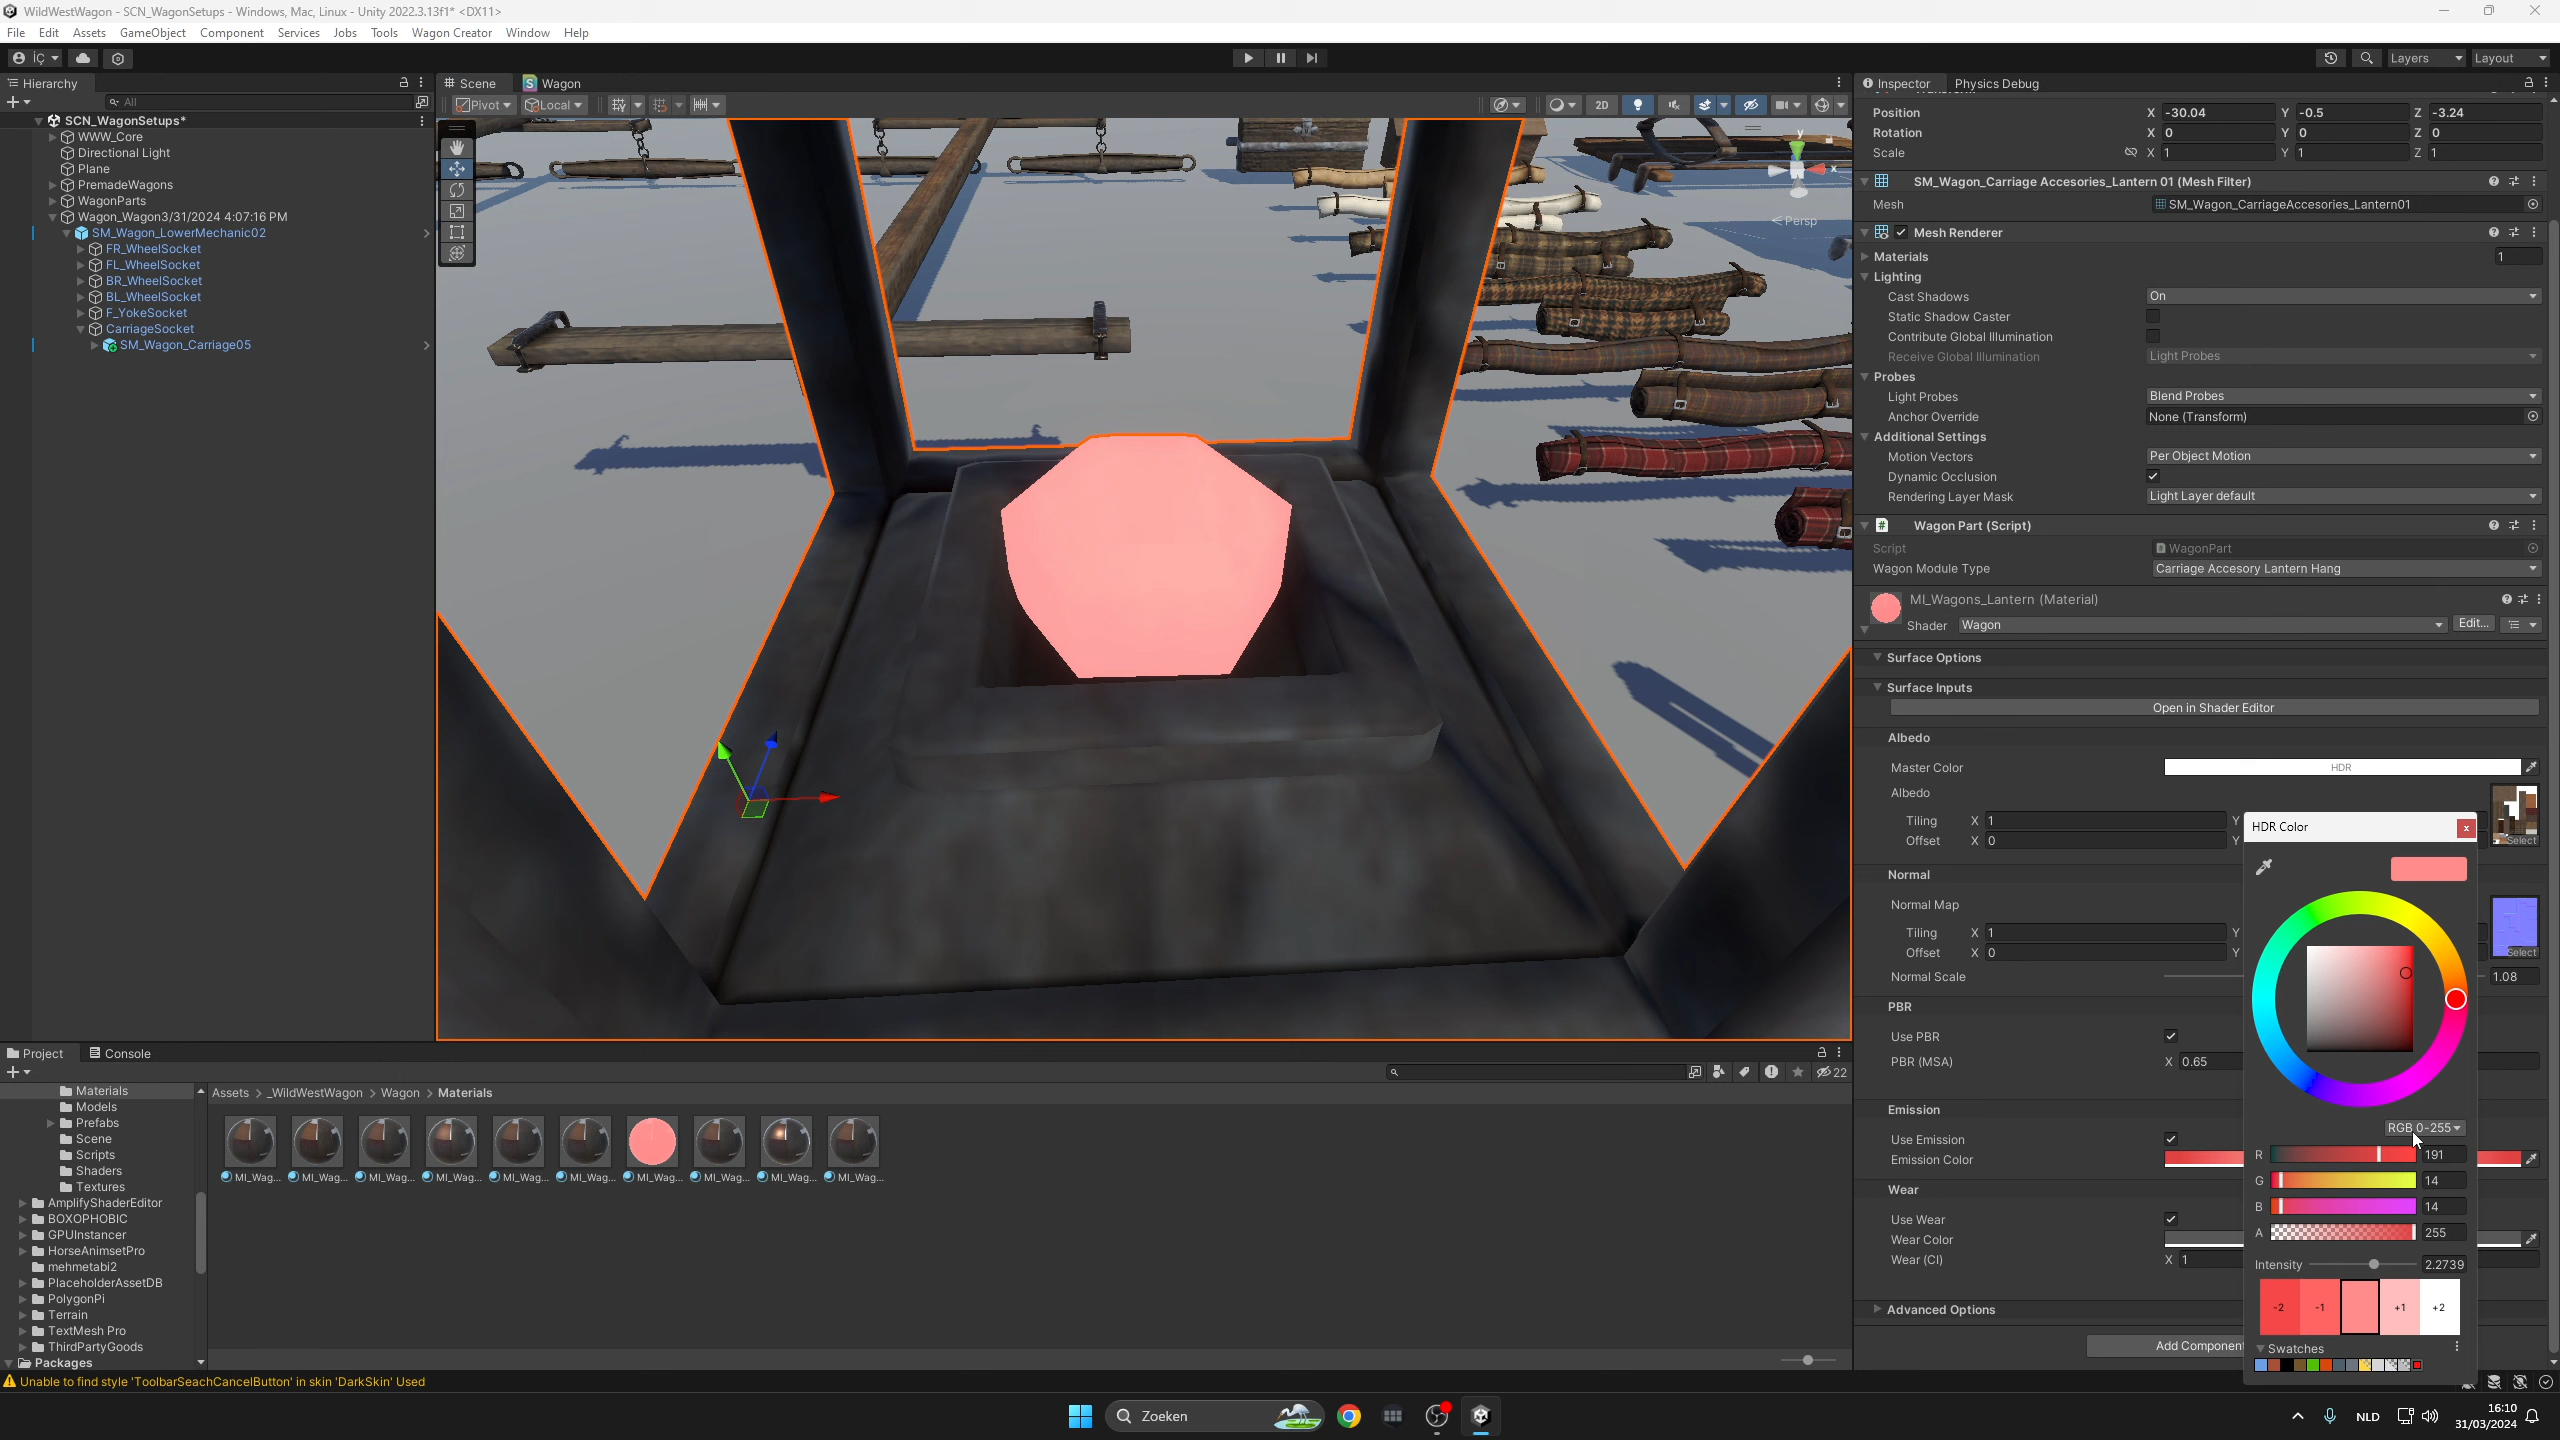 WildWestWagon - SCN_WagonSetups - Windows, Mac, Linux - Unity 2022.3.13f1* <DX11>
File Edit Assets GameObject Component Services Jobs Tools Wagon Creator Window Help
İÇ Layers Layout
Hierarchy
All
SCN_WagonSetups*
WWW_Core
Directional Light
Plane
PremadeWagons
WagonParts
Wagon_Wagon3/31/2024 4:07:16 PM
SM_Wagon_LowerMechanic02
FR_WheelSocket
FL_WheelSocket
BR_WheelSocket
BL_WheelSocket
F_YokeSocket
CarriageSocket
SM_Wagon_Carriage05
Scene Wagon
Pivot Local 2D
y
x
< Persp
Inspector Physics Debug
Position X -30.04 Y -0.5 Z -3.24
Rotation X 0 Y 0 Z 0
Scale X 1 Y 1 Z 1
SM_Wagon_Carriage Accesories_Lantern 01 (Mesh Filter)
Mesh SM_Wagon_CarriageAccesories_Lantern01
Mesh Renderer
Materials 1
Lighting
Cast Shadows On
Static Shadow Caster
Contribute Global Illumination
Receive Global Illumination Light Probes
Probes
Light Probes Blend Probes
Anchor Override None (Transform)
Additional Settings
Motion Vectors Per Object Motion
Dynamic Occlusion
Rendering Layer Mask Light Layer default
Wagon Part (Script)
Script WagonPart
Wagon Module Type Carriage Accesory Lantern Hang
MI_Wagons_Lantern (Material)
Shader Wagon Edit...
Surface Options
Surface Inputs
Open in Shader Editor
Albedo
Master Color HDR
Albedo
Tiling X 1 Y
Offset X 0 Y
Select
Normal
Normal Map
Tiling X 1 Y
Offset X 0 Y
Select
Normal Scale 1.08
PBR
Use PBR
PBR (MSA) X 0.65
Emission
Use Emission
Emission Color
Wear
Use Wear
Wear Color
Wear (CI) X 1
Advanced Options
Add Component
HDR Color
x
RGB 0-255
R 191
G 14
B 14
A 255
Intensity 2.2739
-2 -1 +1 +2
Swatches
Project Console
22
Materials
Models
Prefabs
Scene
Scripts
Shaders
Textures
AmplifyShaderEditor
BOXOPHOBIC
GPUInstancer
HorseAnimsetPro
mehmetabi2
PlaceholderAssetDB
PolygonPi
Terrain
TextMesh Pro
ThirdPartyGoods
Packages
Assets > _WildWestWagon > Wagon > Materials
MI_Wag... MI_Wag... MI_Wag... MI_Wag... MI_Wag... MI_Wag... MI_Wag... MI_Wag... MI_Wag... MI_Wag...
Unable to find style 'ToolbarSeachCancelButton' in skin 'DarkSkin' Used
Zoeken
NLD
16:10
31/03/2024